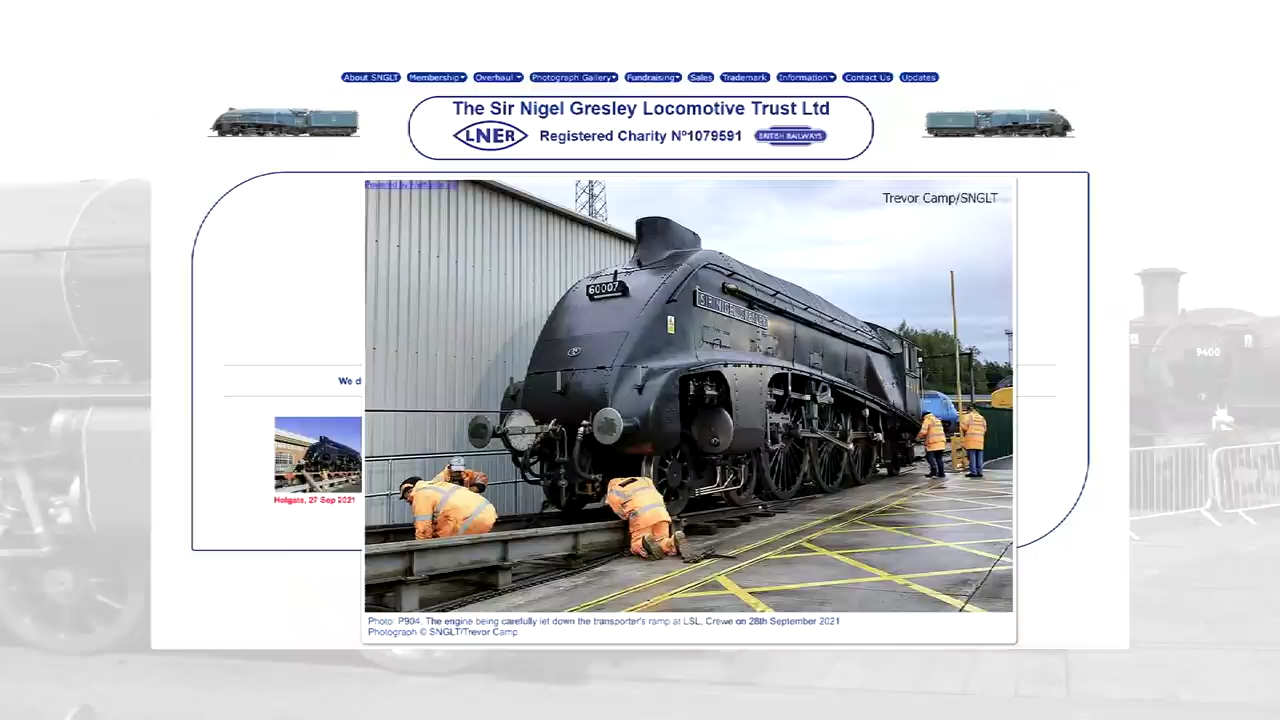 About SNGLT Membership Overhaul Photograph Gallery Fundraising Sales Trademark Information Contact Us Updates
The Sir Nigel Gresley Locomotive Trust Ltd
LNER Registered Charity Nº1079591 BRITISH RAILWAYS
Trevor Camp/SNGLT
60007
SIR NIGEL GRESLEY
9400
We d
Holgate, 27 Sep 2021
Photo: P904. The engine being carefully let down the transporter's ramp at LSL, Crewe on 28th September 2021
Photograph © SNGLT/Trevor Camp